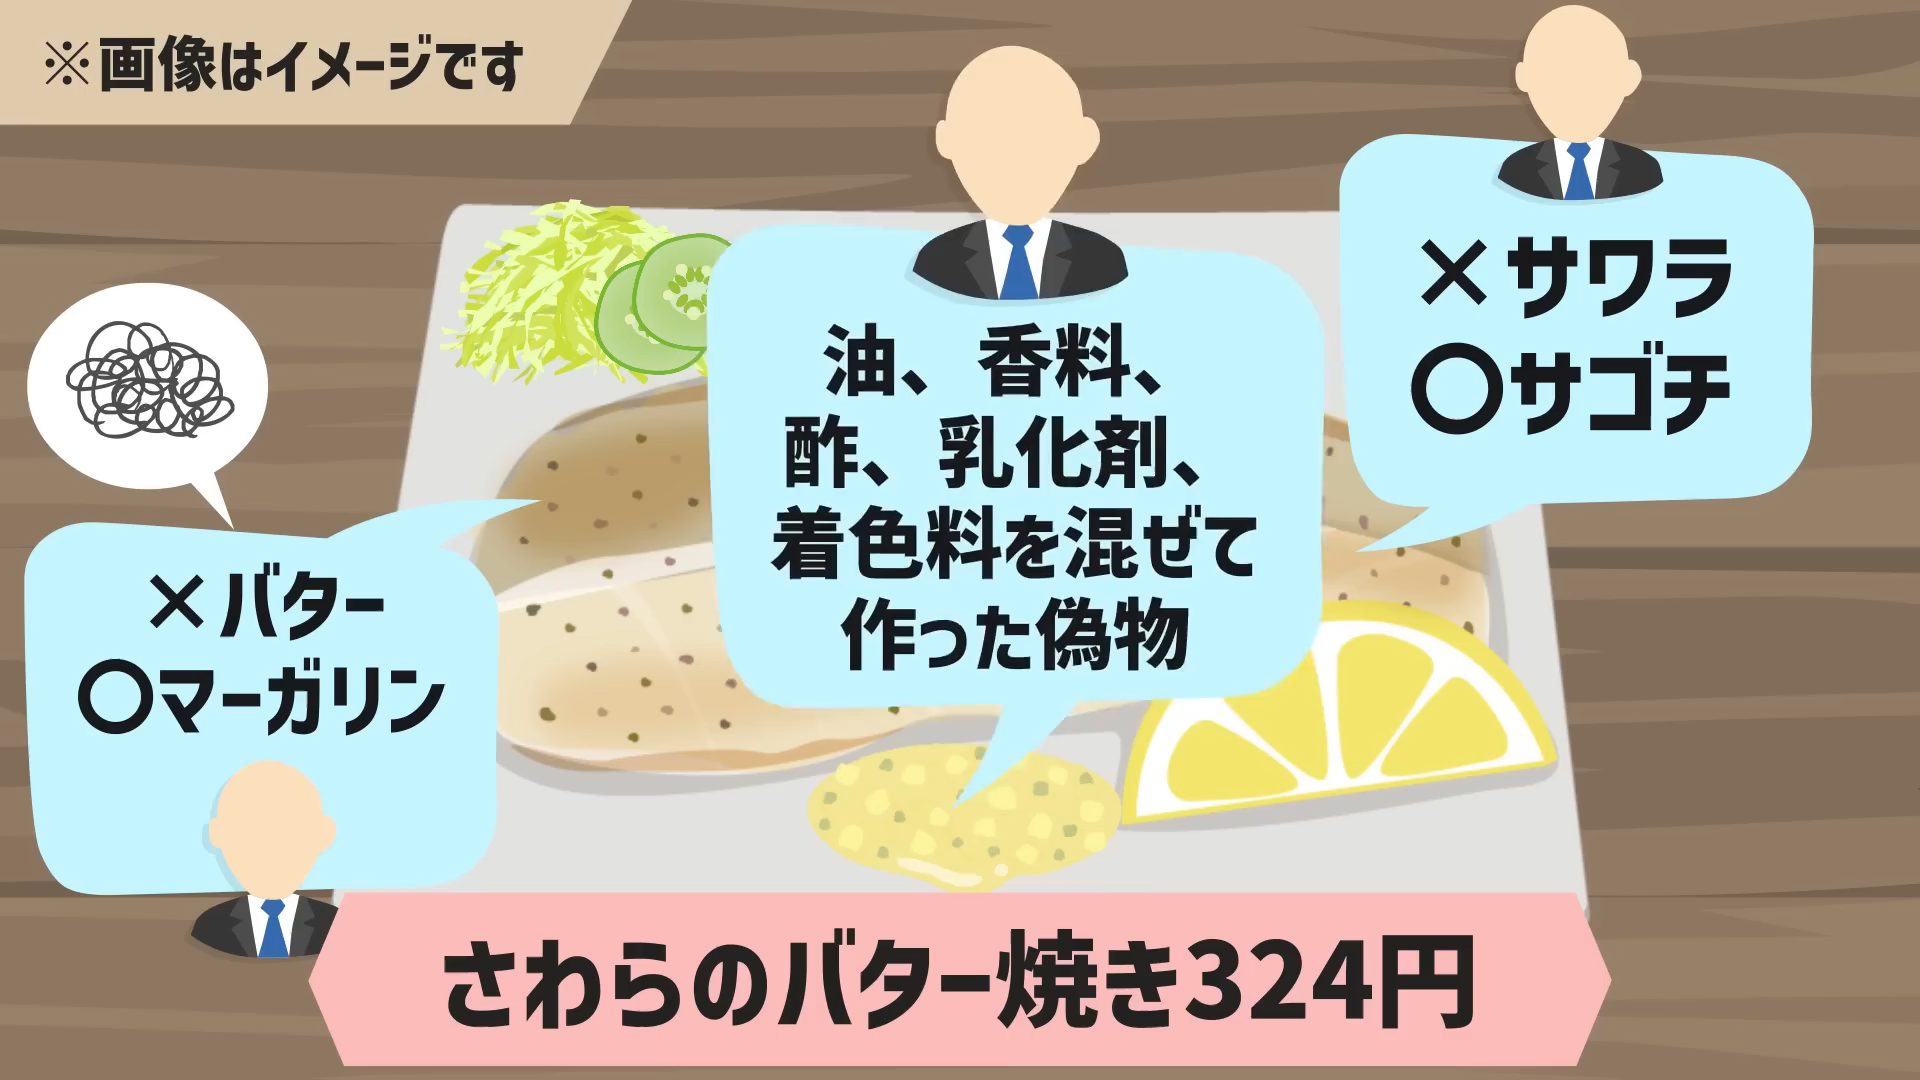 ※画像はイメージです
×サワラ
〇サゴチ
油、香料、
酢、乳化剤、
着色料を混ぜて
作った偽物
×バター
〇マーガリン
さわらのバター焼き324円